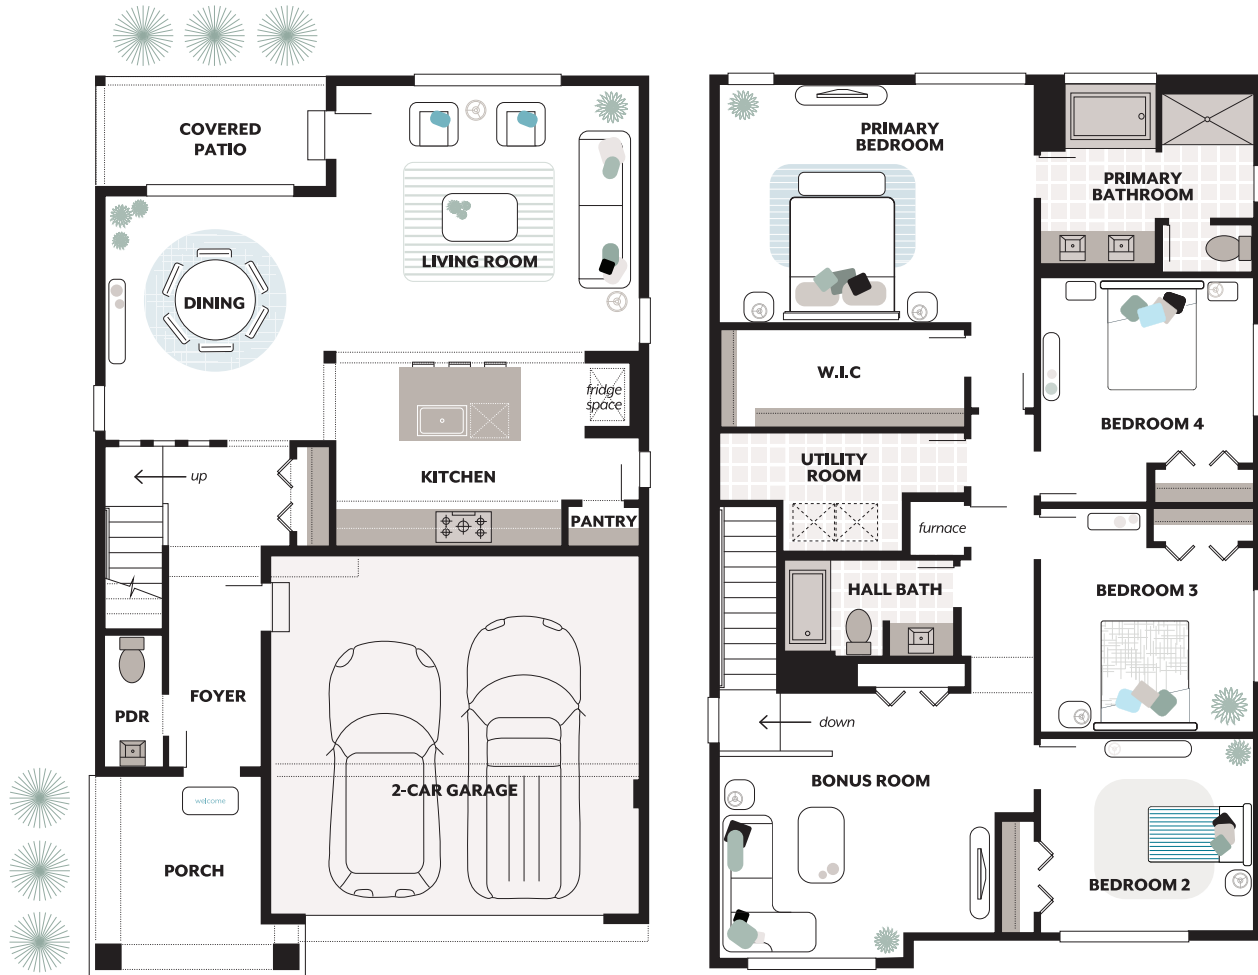 COVERED
PATIO
LIVING ROOM
DINING
fridge
space
KITCHEN
up
PANTRY
FOYER
PDR
2-CAR GARAGE
welcome
PORCH
PRIMARY
BEDROOM
PRIMARY
BATHROOM
W.I.C
BEDROOM 4
UTILITY
ROOM
furnace
HALL BATH
BEDROOM 3
down
BONUS ROOM
BEDROOM 2